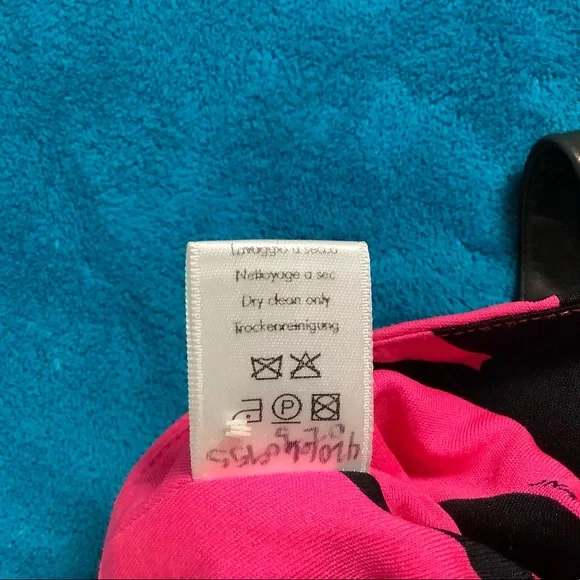 Lavaggio a secco
Nettoyage a sec
Dry clean only
Trockenreinigung
P